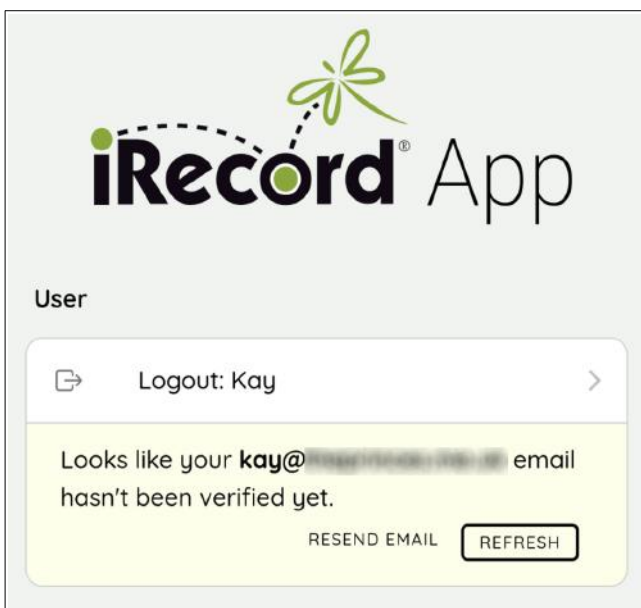 iRecord® App
User
Logout: Kay
Looks like your kay@ email
hasn't been verified yet.
RESEND EMAIL REFRESH